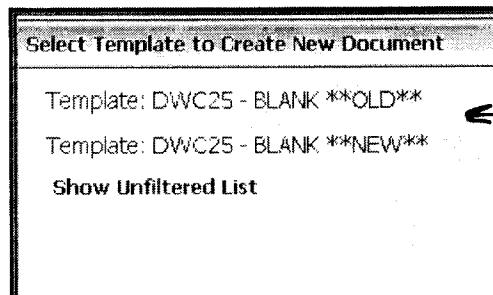 Select Template to Create New Document
Template: DWC25 - BLANK **OLD**
Template: DWC25 - BLANK **NEW**
Show Unfiltered List